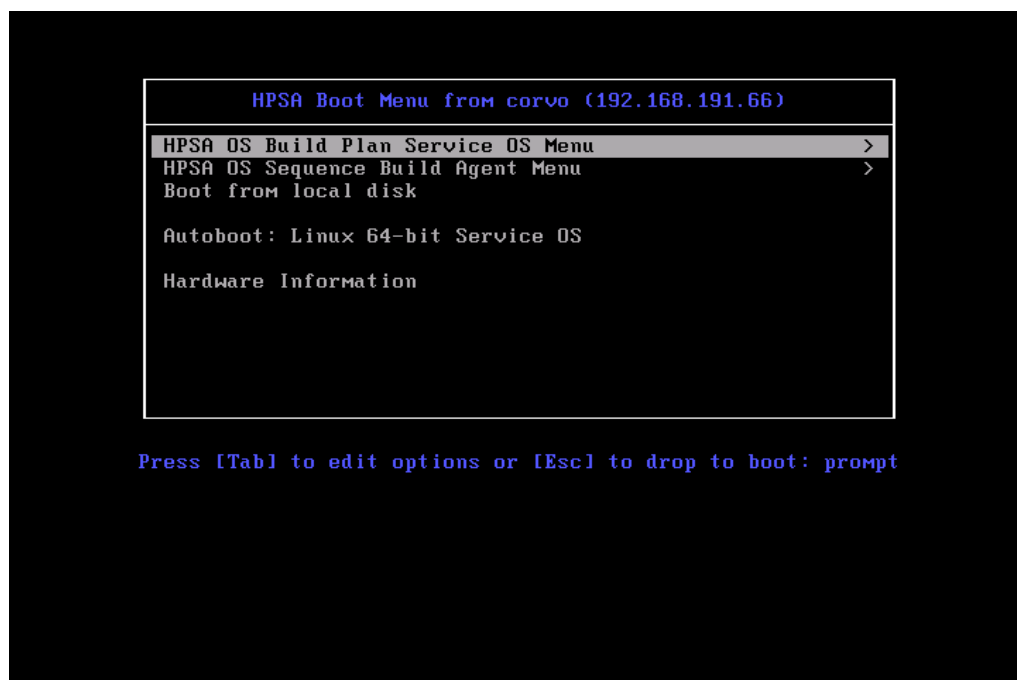 HPSA Boot Menu from corvo (192.168.191.66)
HPSA OS Build Plan Service OS Menu >
HPSA OS Sequence Build Agent Menu >
Boot from local disk
Autoboot: Linux 64-bit Service OS
Hardware Information
Press [Tab] to edit options or [Esc] to drop to boot: prompt